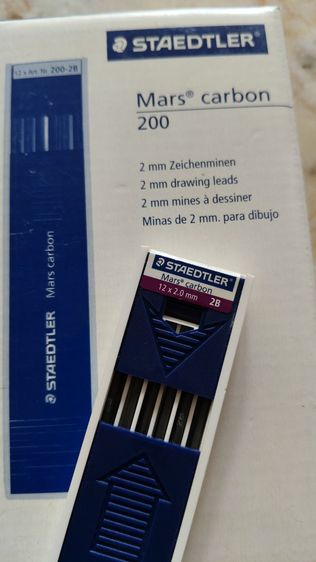 STAEDTLER®
12 x Art. Nr. 200-2B
Mars® carbon
200
2 mm Zeichenminen
2 mm drawing leads
2 mm mines à dessiner
Minas de 2 mm. para dibujo
STAEDTLER Mars carbon
STAEDTLER®
Mars® carbon
12 x 2.0 mm 2B